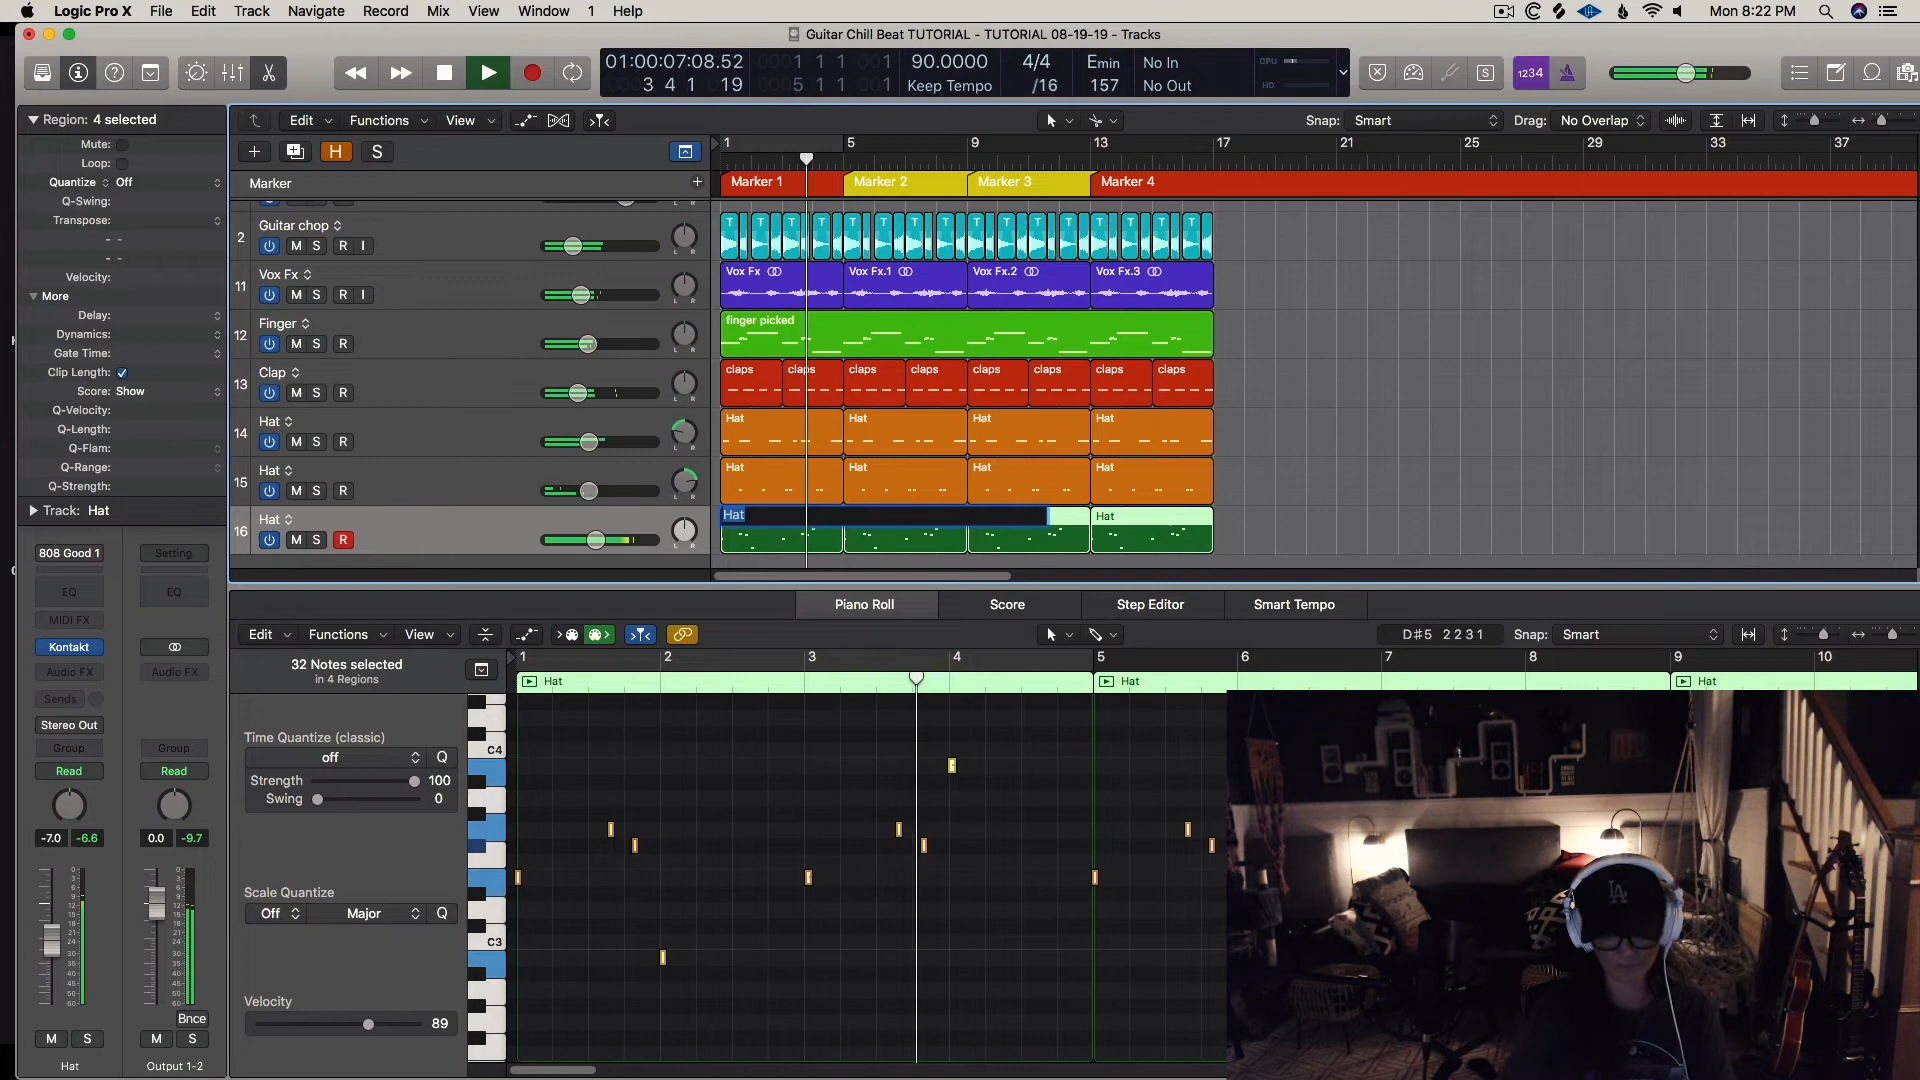 Logic Pro X File Edit Track Navigate Record Mix View Window 1 Help Mon 8:22 PM
Guitar Chill Beat TUTORIAL - TUTORIAL 08-19-19 - Tracks
01:00:07:08.52 0001 1 1 001 90.0000 4/4 Emin No In CPU
3 4 1 19 0005 1 1 001 Keep Tempo /16 157 No Out HD
1234
Region: 4 selected
Mute:
Loop:
Quantize Off
Q-Swing:
Transpose:
- -
- -
Velocity:
More
Delay:
Dynamics:
Gate Time:
Clip Length:
Score: Show
Q-Velocity:
Q-Length:
Q-Flam:
Q-Range:
Q-Strength:
Track: Hat
808 Good 1 Setting
EQ EQ
MIDI FX
Kontakt
Audio FX Audio FX
Sends
Stereo Out
Group Group
Read Read
-7.0 -6.6 0.0 -9.7
Bnce
M S M S
Hat Output 1-2
Edit Functions View Snap: Smart Drag: No Overlap
H S 1 5 9 13 17 21 25 29 33 37
Marker Marker 1 Marker 2 Marker 3 Marker 4
2 Guitar chop M S R I
T T T T T T T T T T T T T T T T
11 Vox Fx M S R I
Vox Fx Vox Fx.1 Vox Fx.2 Vox Fx.3
12 Finger M S R
finger picked
13 Clap M S R
claps claps claps claps claps claps claps claps
14 Hat M S R
Hat Hat Hat Hat
15 Hat M S R
Hat Hat Hat Hat
16 Hat M S R
Hat Hat
Piano Roll Score Step Editor Smart Tempo
Edit Functions View D#5 2 2 3 1 Snap: Smart
32 Notes selected
in 4 Regions
1 2 3 4 5 6 7 8 9 10
Hat Hat Hat
Time Quantize (classic)
off Q
Strength 100
Swing 0
Scale Quantize
Off Major Q
Velocity
89
C4
C3
LA